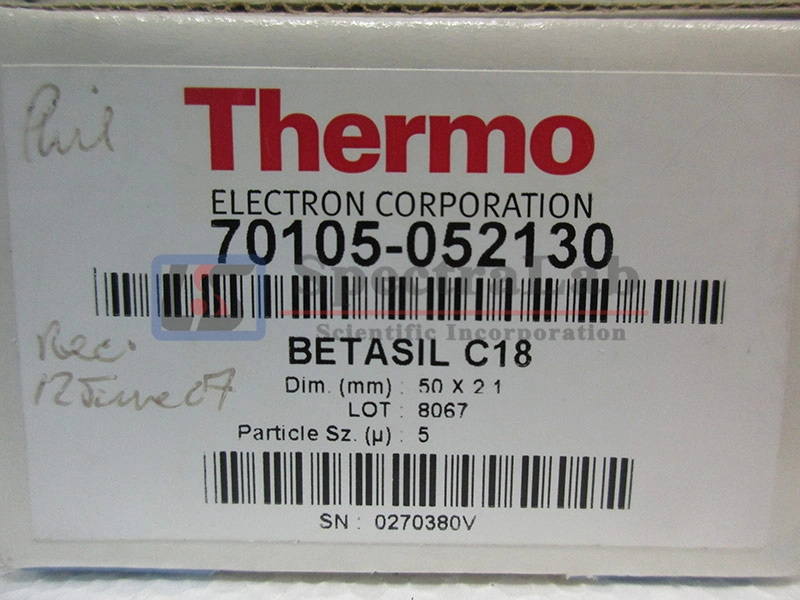 Phil
Thermo
ELECTRON CORPORATION
70105-052130
SpectraLab
Scientific Incorporation
Rec.
12 June 07
BETASIL C18
Dim. (mm) : 50 X 2 1
LOT : 8067
Particle Sz. (µ) : 5
SN : 0270380V